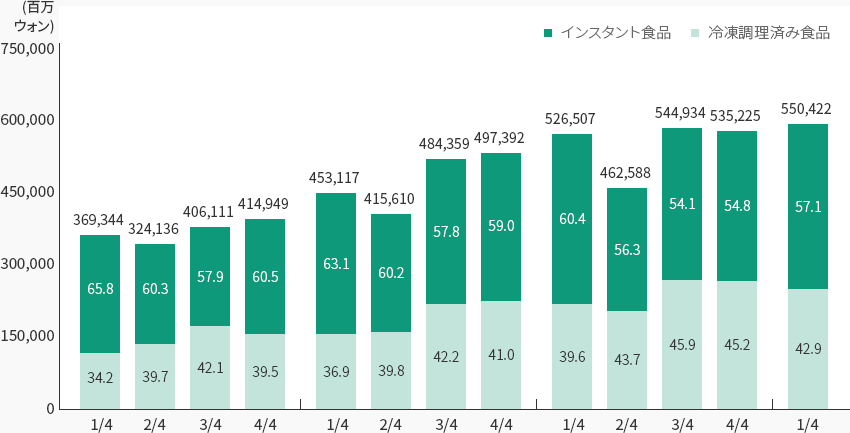 (百万
ウォン)
インスタント食品 冷凍調理済み食品
750,000
600,000
450,000
300,000
150,000
0
369,344 324,136 406,111 414,949 453,117 415,610 484,359 497,392 526,507 462,588 544,934 535,225 550,422
65.8 60.3 57.9 60.5 63.1 60.2 57.8 59.0 60.4 56.3 54.1 54.8 57.1
34.2 39.7 42.1 39.5 36.9 39.8 42.2 41.0 39.6 43.7 45.9 45.2 42.9
1/4 2/4 3/4 4/4 1/4 2/4 3/4 4/4 1/4 2/4 3/4 4/4 1/4